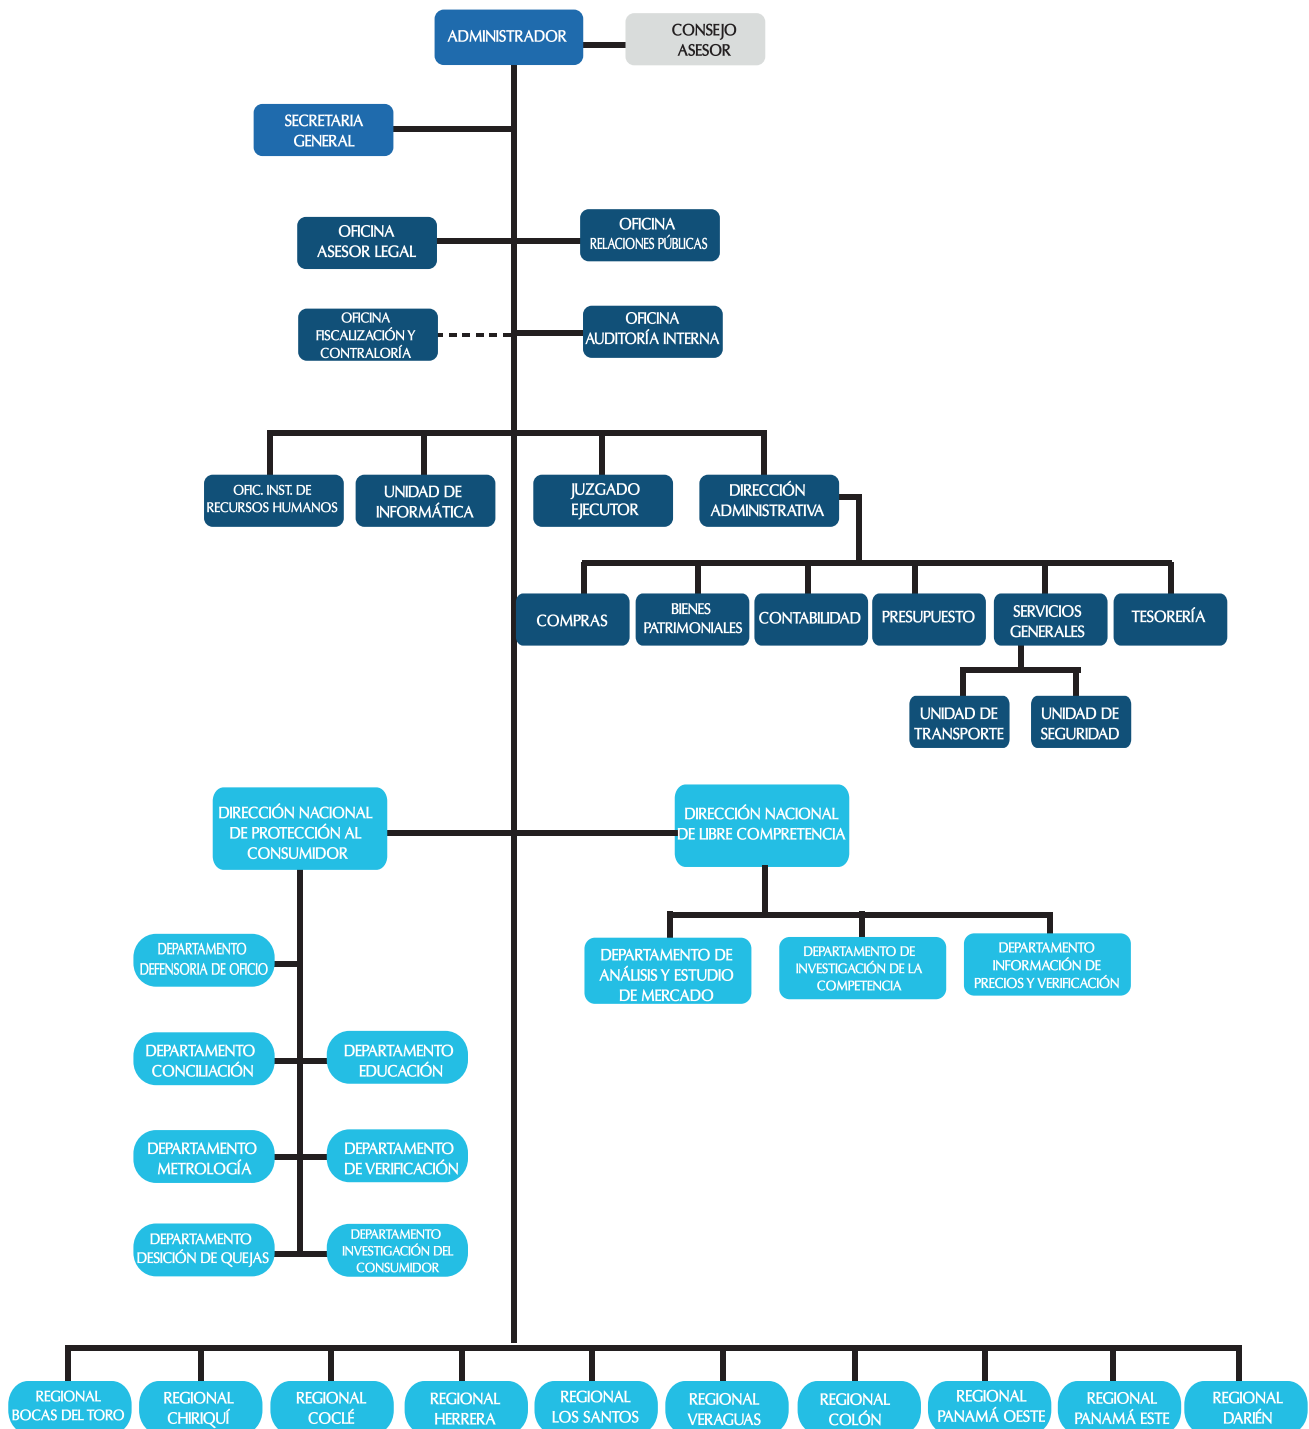 ADMINISTRADOR
CONSEJO
ASESOR
SECRETARIA
GENERAL
OFICINA
ASESOR LEGAL
OFICINA
RELACIONES PÚBLICAS
OFICINA
FISCALIZACIÓN Y
CONTRALORÍA
OFICINA
AUDITORÍA INTERNA
OFIC. INST. DE
RECURSOS HUMANOS
UNIDAD DE
INFORMÁTICA
JUZGADO
EJECUTOR
DIRECCIÓN
ADMINISTRATIVA
COMPRAS
BIENES
PATRIMONIALES
CONTABILIDAD
PRESUPUESTO
SERVICIOS
GENERALES
TESORERÍA
UNIDAD DE
TRANSPORTE
UNIDAD DE
SEGURIDAD
DIRECCIÓN NACIONAL
DE PROTECCIÓN AL
CONSUMIDOR
DIRECCIÓN NACIONAL
DE LIBRE COMPRETENCIA
DEPARTAMENTO
DEFENSORIA DE OFICIO
DEPARTAMENTO DE
ANÁLISIS Y ESTUDIO
DE MERCADO
DEPARTAMENTO DE
INVESTIGACIÓN DE LA
COMPETENCIA
DEPARTAMENTO
INFORMACIÓN DE
PRECIOS Y VERIFICACIÓN
DEPARTAMENTO
CONCILIACIÓN
DEPARTAMENTO
EDUCACIÓN
DEPARTAMENTO
METROLOGÍA
DEPARTAMENTO
DE VERIFICACIÓN
DEPARTAMENTO
DESICIÓN DE QUEJAS
DEPARTAMENTO
INVESTIGACIÓN DEL
CONSUMIDOR
REGIONAL
BOCAS DEL TORO
REGIONAL
CHIRIQUÍ
REGIONAL
COCLÉ
REGIONAL
HERRERA
REGIONAL
LOS SANTOS
REGIONAL
VERAGUAS
REGIONAL
COLÓN
REGIONAL
PANAMÁ OESTE
REGIONAL
PANAMÁ ESTE
REGIONAL
DARIÉN